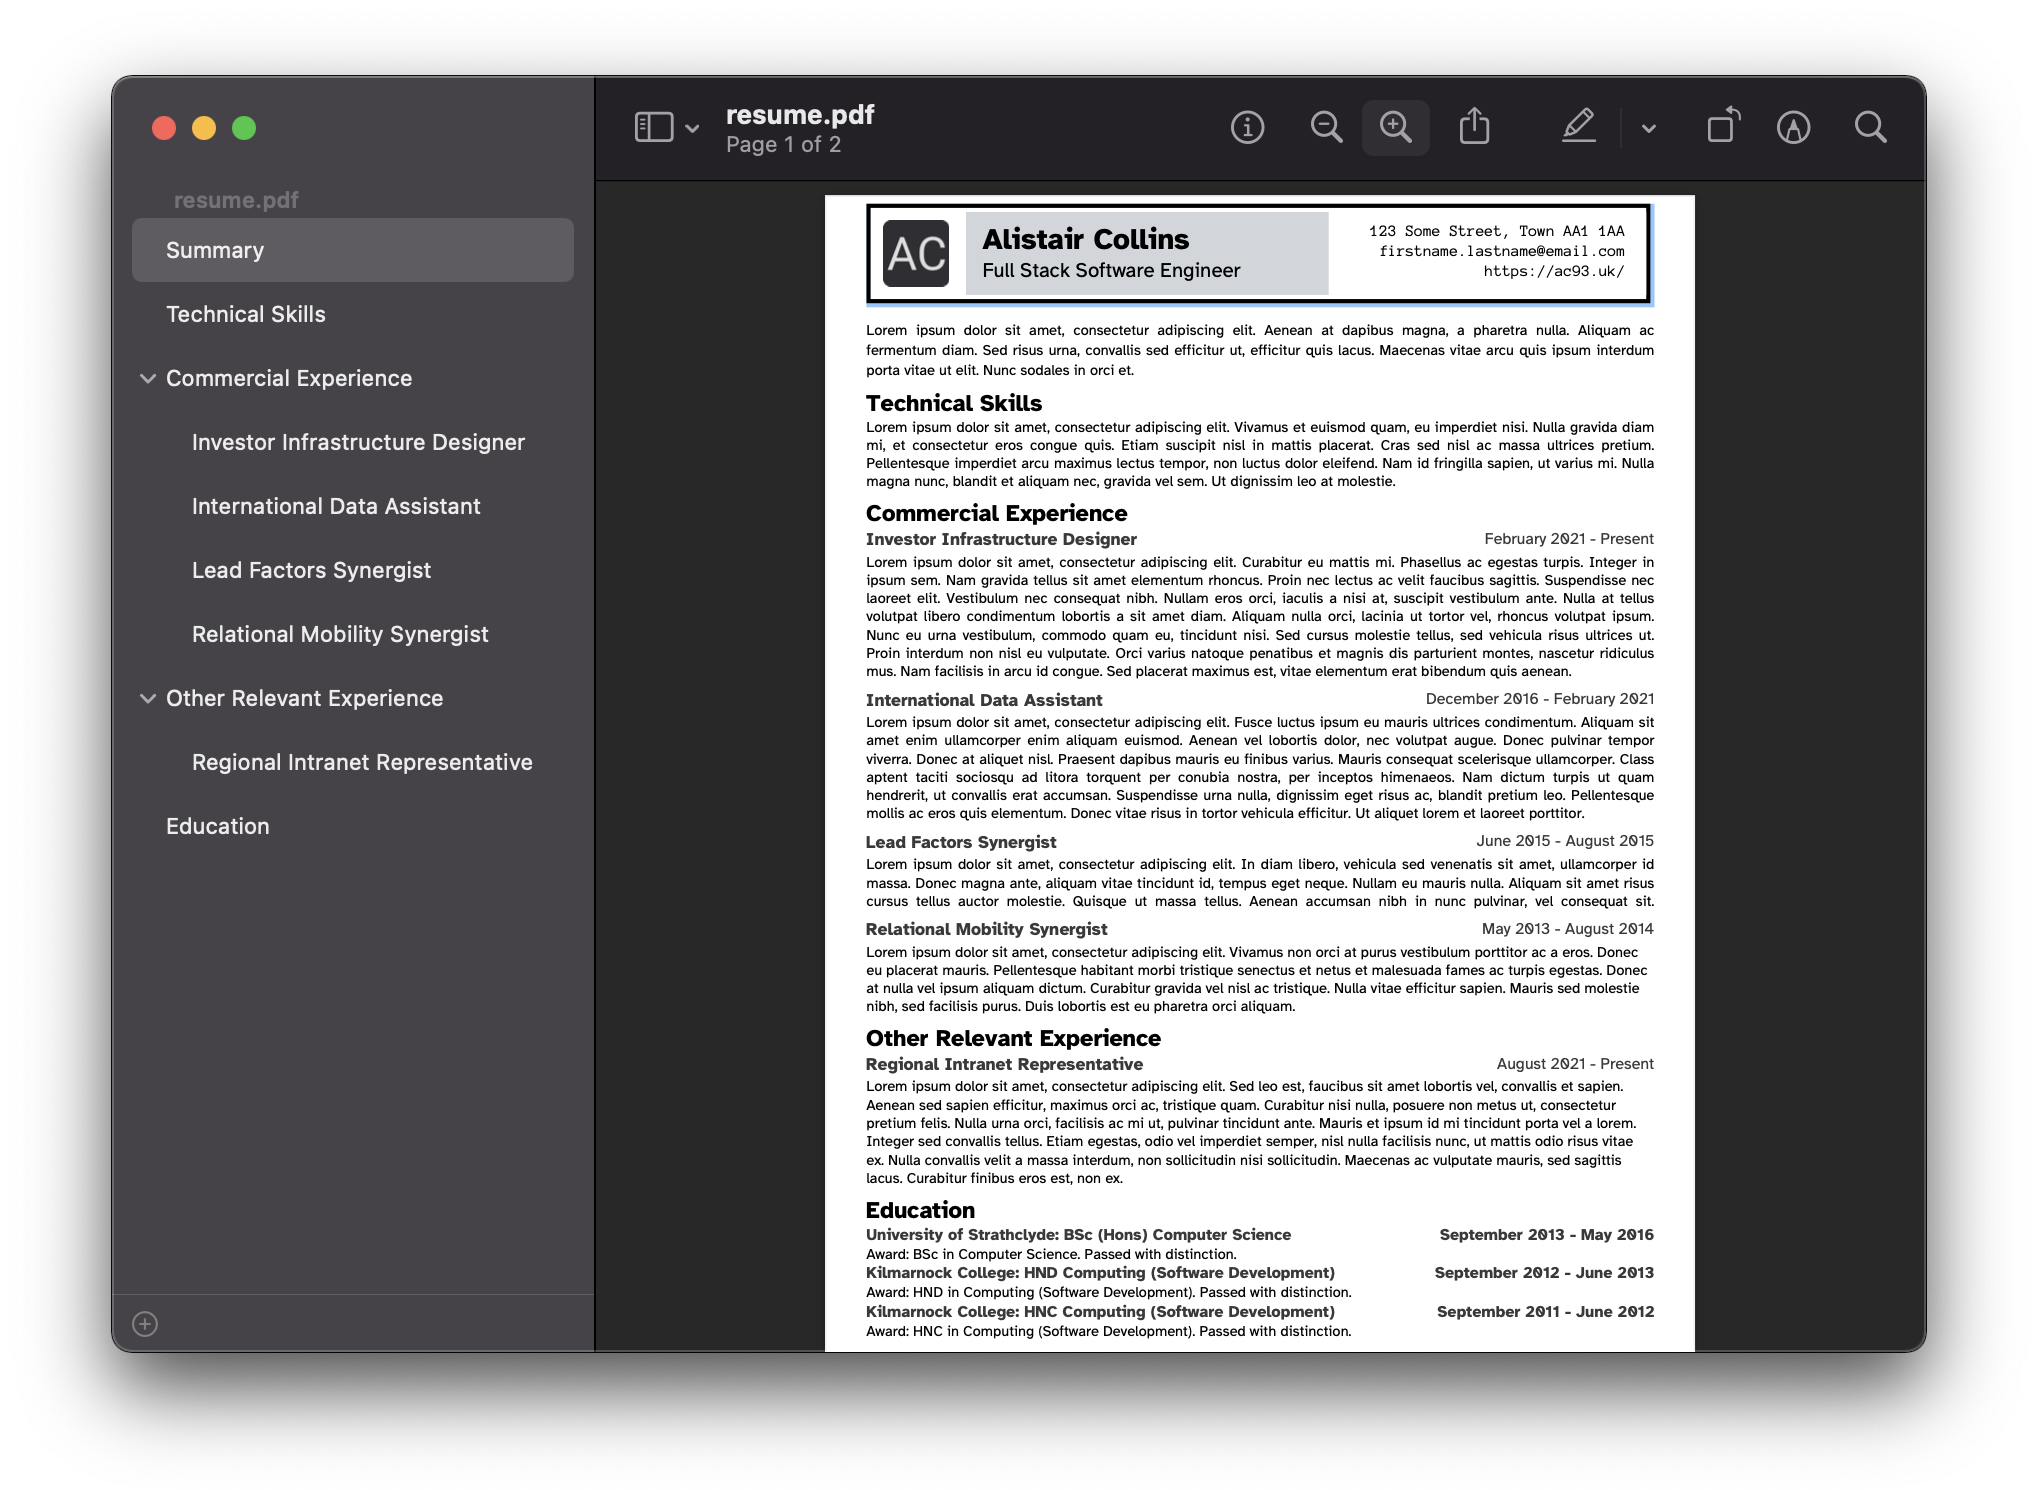 resume.pdf
Summary
Technical Skills
Commercial Experience
Investor Infrastructure Designer
International Data Assistant
Lead Factors Synergist
Relational Mobility Synergist
Other Relevant Experience
Regional Intranet Representative
Education
resume.pdf
Page 1 of 2
AC
Alistair Collins
Full Stack Software Engineer
123 Some Street, Town AA1 1AA
firstname.lastname@email.com
https://ac93.uk/
Lorem ipsum dolor sit amet, consectetur adipiscing elit. Aenean at dapibus magna, a pharetra nulla. Aliquam ac
fermentum diam. Sed risus urna, convallis sed efficitur ut, efficitur quis lacus. Maecenas vitae arcu quis ipsum interdum
porta vitae ut elit. Nunc sodales in orci et.
Technical Skills
Lorem ipsum dolor sit amet, consectetur adipiscing elit. Vivamus et euismod quam, eu imperdiet nisi. Nulla gravida diam
mi, et consectetur eros congue quis. Etiam suscipit nisl in mattis placerat. Cras sed nisl ac massa ultrices pretium.
Pellentesque imperdiet arcu maximus lectus tempor, non luctus dolor eleifend. Nam id fringilla sapien, ut varius mi. Nulla
magna nunc, blandit et aliquam nec, gravida vel sem. Ut dignissim leo at molestie.
Commercial Experience
Investor Infrastructure Designer February 2021 - Present
Lorem ipsum dolor sit amet, consectetur adipiscing elit. Curabitur eu mattis mi. Phasellus ac egestas turpis. Integer in
ipsum sem. Nam gravida tellus sit amet elementum rhoncus. Proin nec lectus ac velit faucibus sagittis. Suspendisse nec
laoreet elit. Vestibulum nec consequat nibh. Nullam eros orci, iaculis a nisi at, suscipit vestibulum ante. Nulla at tellus
volutpat libero condimentum lobortis a sit amet diam. Aliquam nulla orci, lacinia ut tortor vel, rhoncus volutpat ipsum.
Nunc eu urna vestibulum, commodo quam eu, tincidunt nisi. Sed cursus molestie tellus, sed vehicula risus ultrices ut.
Proin interdum non nisl eu vulputate. Orci varius natoque penatibus et magnis dis parturient montes, nascetur ridiculus
mus. Nam facilisis in arcu id congue. Sed placerat maximus est, vitae elementum erat bibendum quis aenean.
International Data Assistant December 2016 - February 2021
Lorem ipsum dolor sit amet, consectetur adipiscing elit. Fusce luctus ipsum eu mauris ultrices condimentum. Aliquam sit
amet enim ullamcorper enim aliquam euismod. Aenean vel lobortis dolor, nec volutpat augue. Donec pulvinar tempor
viverra. Donec at aliquet nisl. Praesent dapibus mauris eu finibus varius. Mauris consequat scelerisque ullamcorper. Class
aptent taciti sociosqu ad litora torquent per conubia nostra, per inceptos himenaeos. Nam dictum turpis ut quam
hendrerit, ut convallis erat accumsan. Suspendisse urna nulla, dignissim eget risus ac, blandit pretium leo. Pellentesque
mollis ac eros quis elementum. Donec vitae risus in tortor vehicula efficitur. Ut aliquet lorem et laoreet porttitor.
Lead Factors Synergist June 2015 - August 2015
Lorem ipsum dolor sit amet, consectetur adipiscing elit. In diam libero, vehicula sed venenatis sit amet, ullamcorper id
massa. Donec magna ante, aliquam vitae tincidunt id, tempus eget neque. Nullam eu mauris nulla. Aliquam sit amet risus
cursus tellus auctor molestie. Quisque ut massa tellus. Aenean accumsan nibh in nunc pulvinar, vel consequat sit.
Relational Mobility Synergist May 2013 - August 2014
Lorem ipsum dolor sit amet, consectetur adipiscing elit. Vivamus non orci at purus vestibulum porttitor ac a eros. Donec
eu placerat mauris. Pellentesque habitant morbi tristique senectus et netus et malesuada fames ac turpis egestas. Donec
at nulla vel ipsum aliquam dictum. Curabitur gravida vel nisl ac tristique. Nulla vitae efficitur sapien. Mauris sed molestie
nibh, sed facilisis purus. Duis lobortis est eu pharetra orci aliquam.
Other Relevant Experience
Regional Intranet Representative August 2021 - Present
Lorem ipsum dolor sit amet, consectetur adipiscing elit. Sed leo est, faucibus sit amet lobortis vel, convallis et sapien.
Aenean sed sapien efficitur, maximus orci ac, tristique quam. Curabitur nisi nulla, posuere non metus ut, consectetur
pretium felis. Nulla urna orci, facilisis ac mi ut, pulvinar tincidunt ante. Mauris et ipsum id mi tincidunt porta vel a lorem.
Integer sed convallis tellus. Etiam egestas, odio vel imperdiet semper, nisl nulla facilisis nunc, ut mattis odio risus vitae
ex. Nulla convallis velit a massa interdum, non sollicitudin nisi sollicitudin. Maecenas ac vulputate mauris, sed sagittis
lacus. Curabitur finibus eros est, non ex.
Education
University of Strathclyde: BSc (Hons) Computer Science September 2013 - May 2016
Award: BSc in Computer Science. Passed with distinction.
Kilmarnock College: HND Computing (Software Development) September 2012 - June 2013
Award: HND in Computing (Software Development). Passed with distinction.
Kilmarnock College: HNC Computing (Software Development) September 2011 - June 2012
Award: HNC in Computing (Software Development). Passed with distinction.